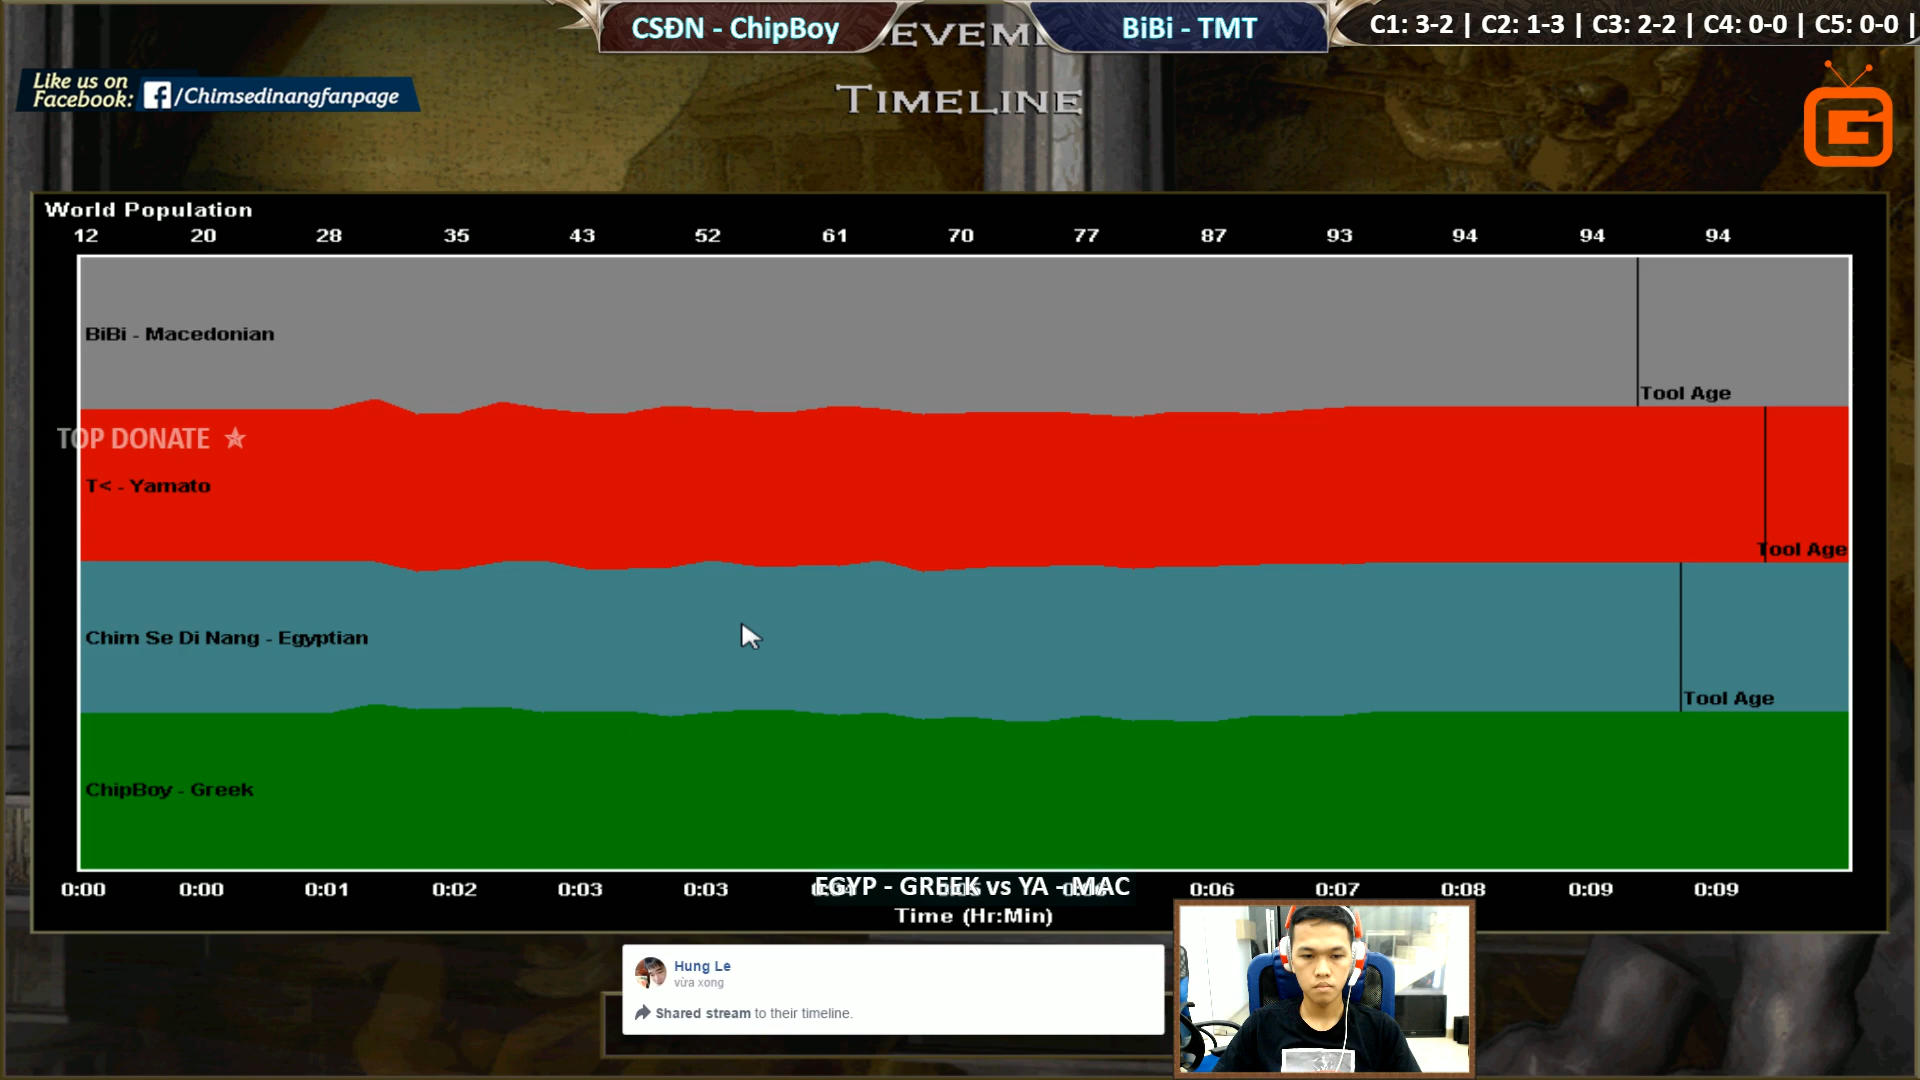 CSĐN - ChipBoy
BiBi - TMT
C1: 3-2 | C2: 1-3 | C3: 2-2 | C4: 0-0 | C5: 0-0 |
EVEM
Timeline
Like us on
Facebook: f/Chimsedinangfanpage
G
World Population
12 20 28 35 43 52 61 70 77 87 93 94 94 94
BiBi - Macedonian
Tool Age
TOP DONATE
T< - Yamato
Tool Age
Chim Se Di Nang - Egyptian
Tool Age
ChipBoy - Greek
EGYP - GREEK vs YA - MAC
0:00 0:00 0:01 0:02 0:03 0:03 0:06 0:07 0:08 0:09 0:09
Time (Hr:Min)
Hung Le
vừa xong
Shared stream to their timeline.